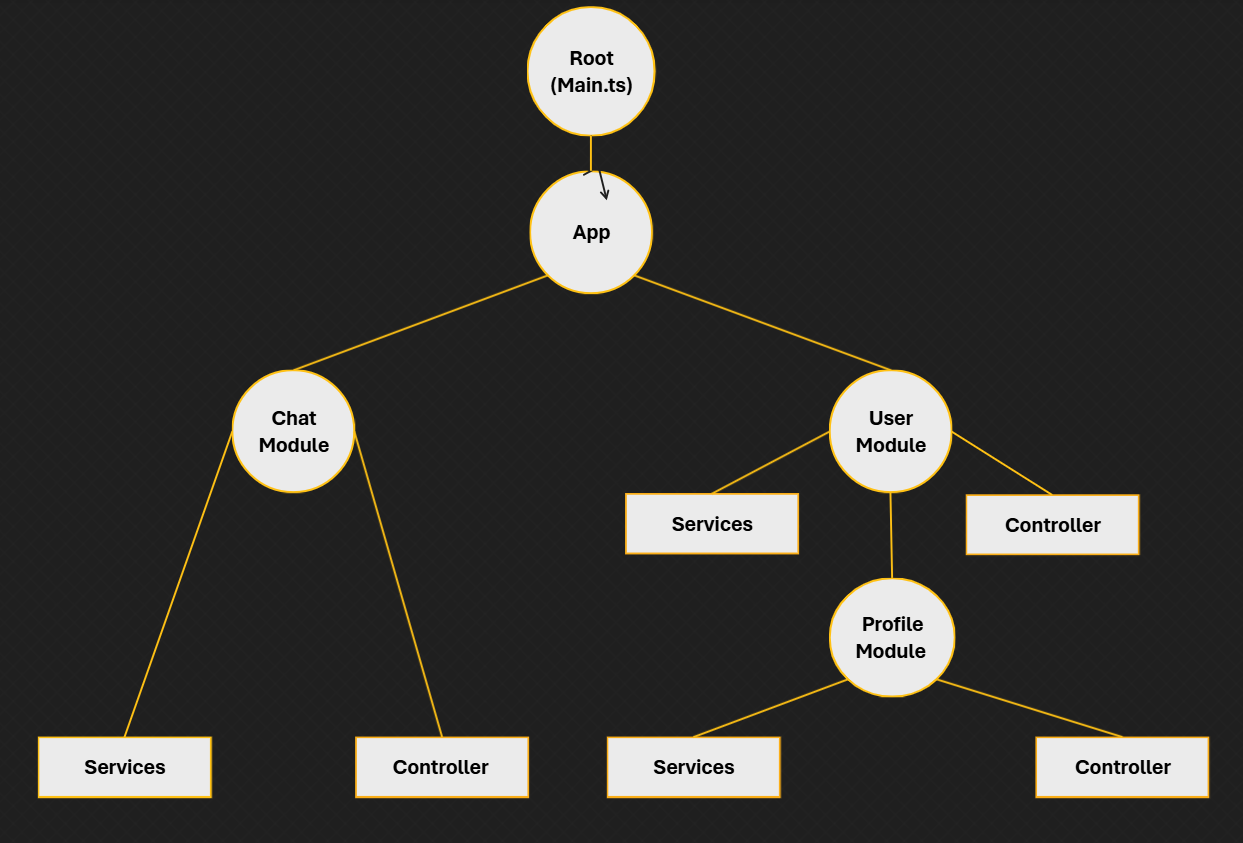 Root
(Main.ts)
App
Chat
Module
User
Module
Services
Controller
Profile
Module
Services
Controller
Services
Controller